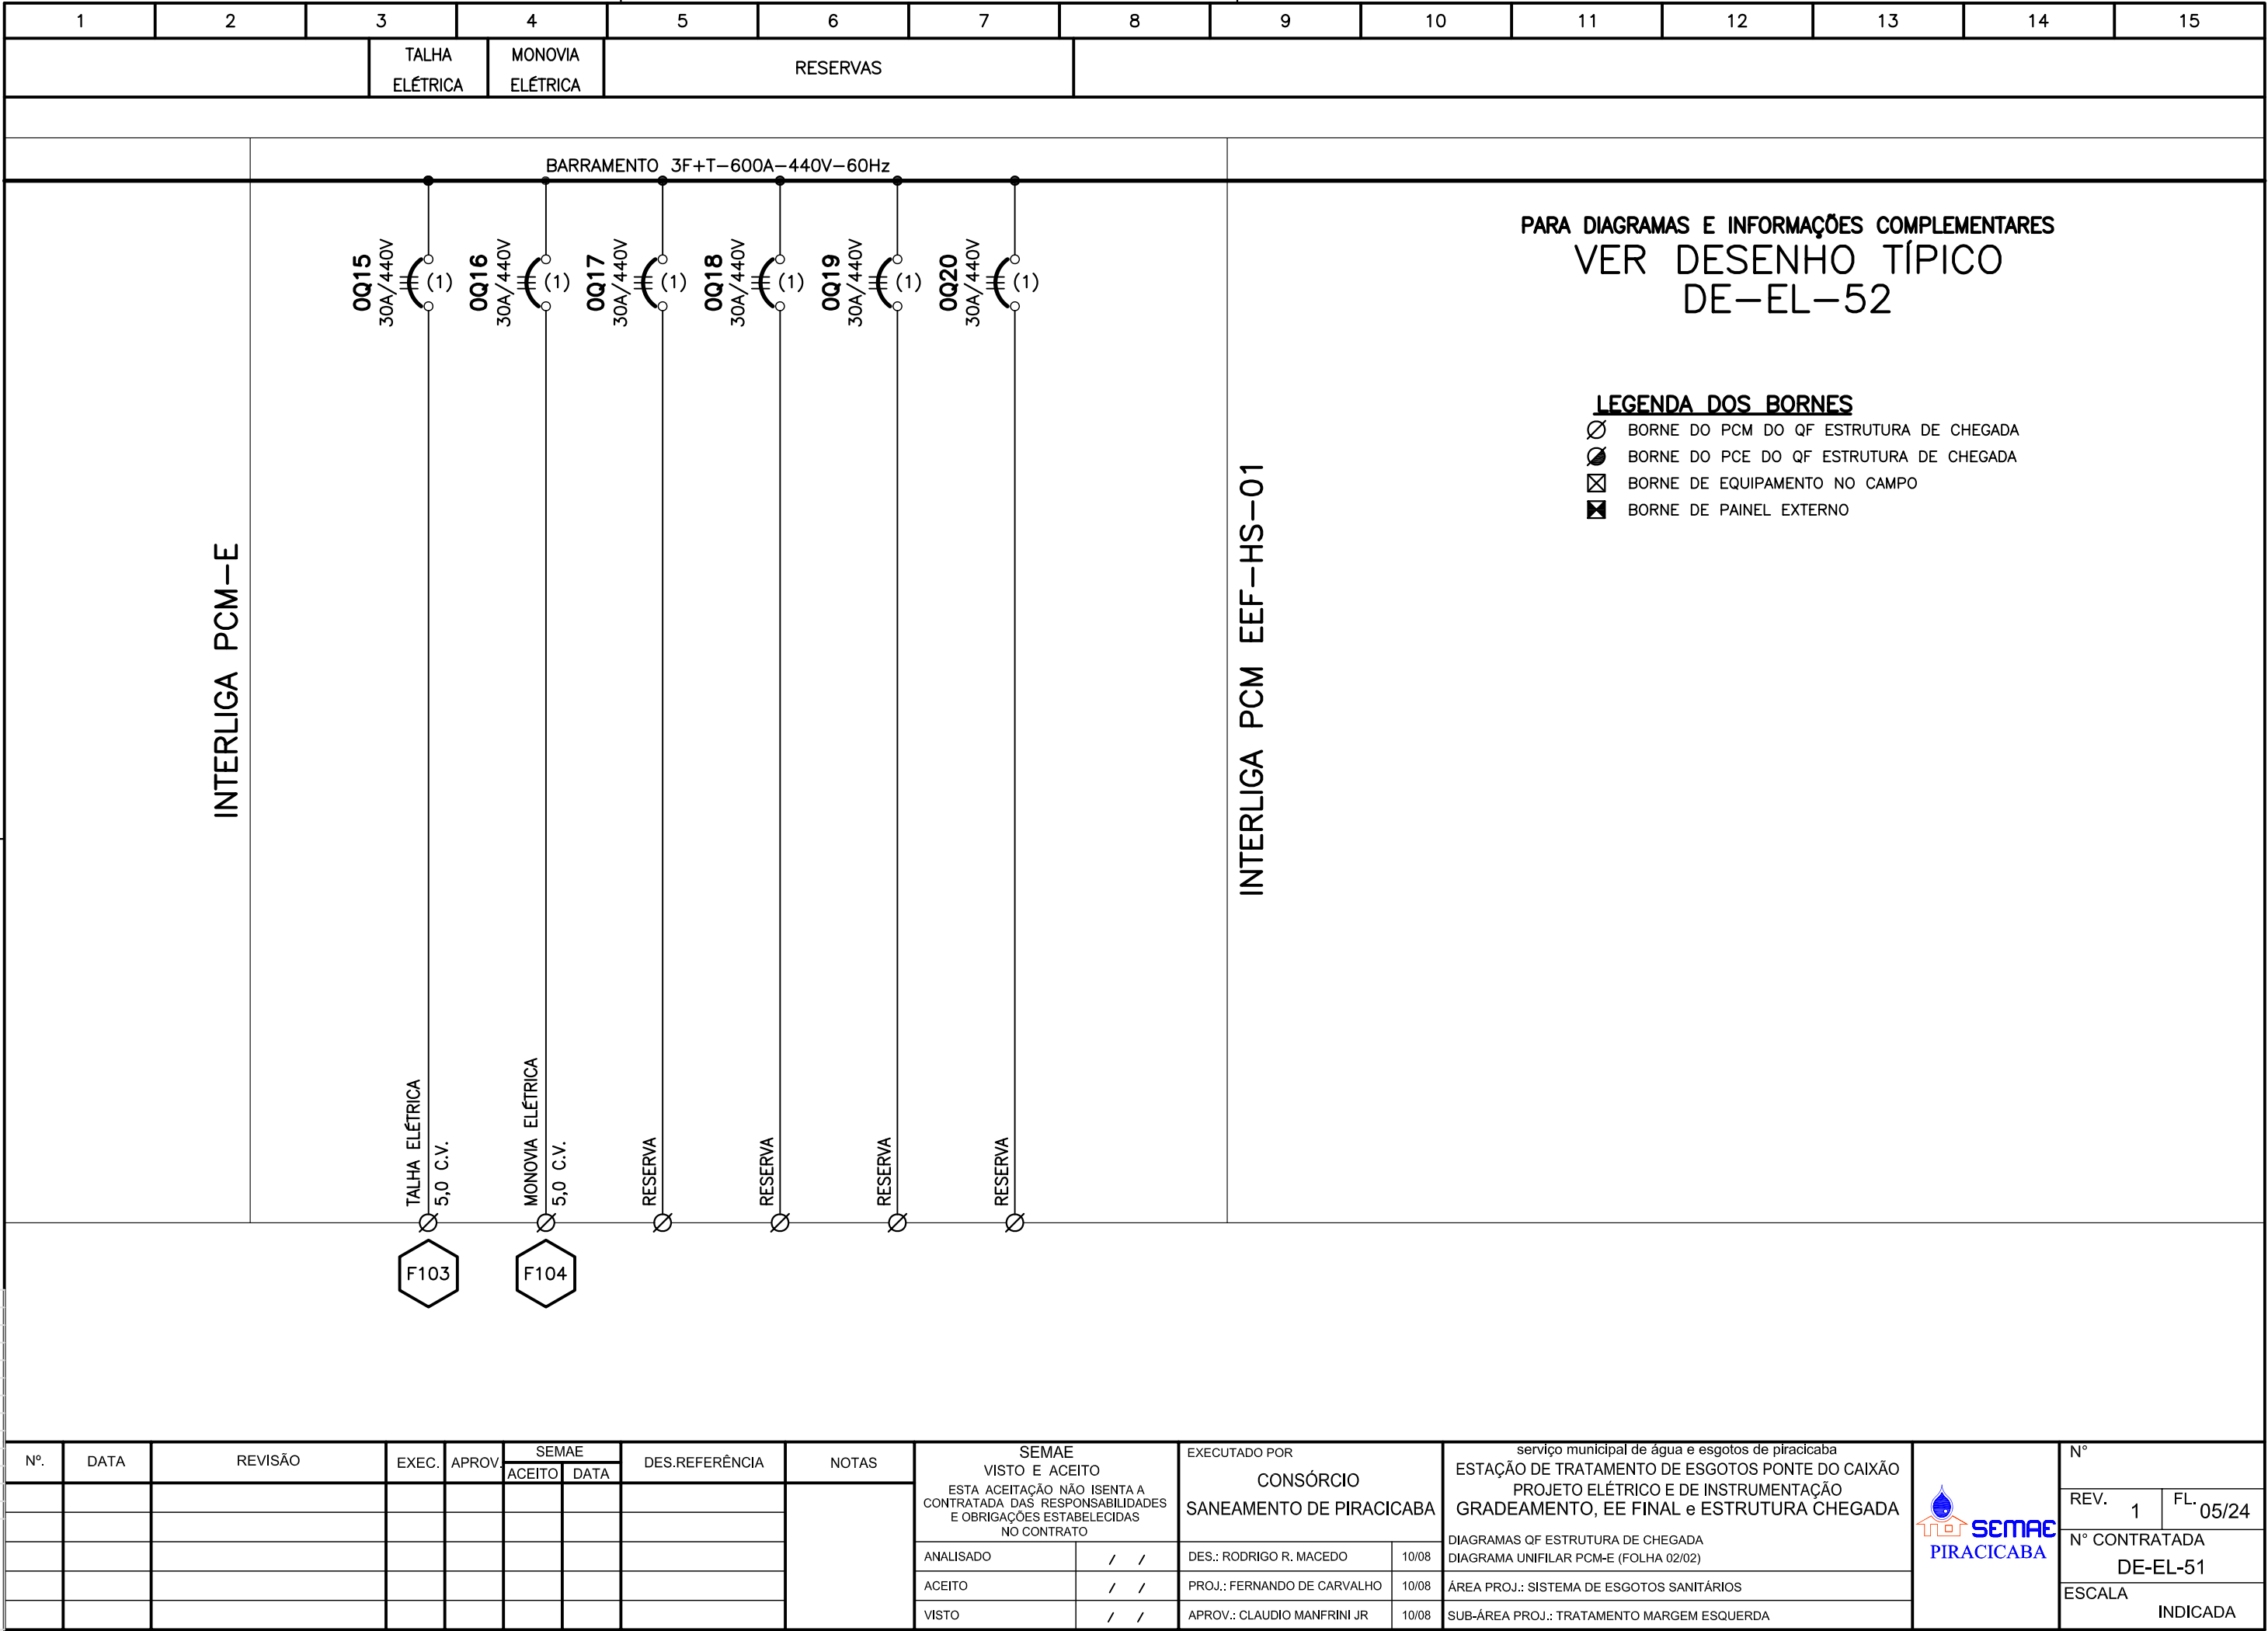 1 2 3 4 5 6 7 8 9 10 11 12 13 14 15
TALHA
ELÉTRICA
MONOVIA
ELÉTRICA
RESERVAS
BARRAMENTO 3F+T-600A-440V-60Hz
0Q15
30A/440V
(1)
0Q16
30A/440V
(1)
0Q17
30A/440V
(1)
0Q18
30A/440V
(1)
0Q19
30A/440V
(1)
0Q20
30A/440V
(1)
PARA DIAGRAMAS E INFORMAÇÕES COMPLEMENTARES
VER DESENHO TÍPICO
DE-EL-52
LEGENDA DOS BORNES
BORNE DO PCM DO QF ESTRUTURA DE CHEGADA
BORNE DO PCE DO QF ESTRUTURA DE CHEGADA
BORNE DE EQUIPAMENTO NO CAMPO
BORNE DE PAINEL EXTERNO
INTERLIGA PCM-E
INTERLIGA PCM EEF-HS-01
TALHA ELÉTRICA
5,0 C.V.
MONOVIA ELÉTRICA
5,0 C.V.
RESERVA
RESERVA
RESERVA
RESERVA
F103
F104
Nº.
DATA
REVISÃO
EXEC.
APROV.
SEMAE
ACEITO
DATA
DES.REFERÊNCIA
NOTAS
SEMAE
VISTO E ACEITO
ESTA ACEITAÇÃO NÃO ISENTA A
CONTRATADA DAS RESPONSABILIDADES
E OBRIGAÇÕES ESTABELECIDAS
NO CONTRATO
ANALISADO / /
ACEITO / /
VISTO / /
EXECUTADO POR
CONSÓRCIO
SANEAMENTO DE PIRACICABA
DES.: RODRIGO R. MACEDO 10/08
PROJ.: FERNANDO DE CARVALHO 10/08
APROV.: CLAUDIO MANFRINI JR 10/08
serviço municipal de água e esgotos de piracicaba
ESTAÇÃO DE TRATAMENTO DE ESGOTOS PONTE DO CAIXÃO
PROJETO ELÉTRICO E DE INSTRUMENTAÇÃO
GRADEAMENTO, EE FINAL e ESTRUTURA CHEGADA
DIAGRAMAS QF ESTRUTURA DE CHEGADA
DIAGRAMA UNIFILAR PCM-E (FOLHA 02/02)
ÁREA PROJ.: SISTEMA DE ESGOTOS SANITÁRIOS
SUB-ÁREA PROJ.: TRATAMENTO MARGEM ESQUERDA
SEMAE
PIRACICABA
N°
REV. 1
FL. 05/24
N° CONTRATADA
DE-EL-51
ESCALA
INDICADA